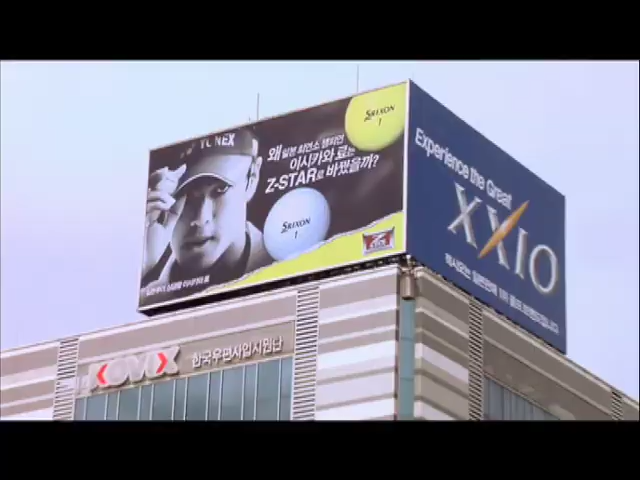 YONEX
왜 일본 최연소 챔피언
이시카와 료는
Z-STAR로 바꿨을까?
SRIXON
1
SRIXON
1
Experience the Great
XXIO
KOMIX
한국우편사업지원단